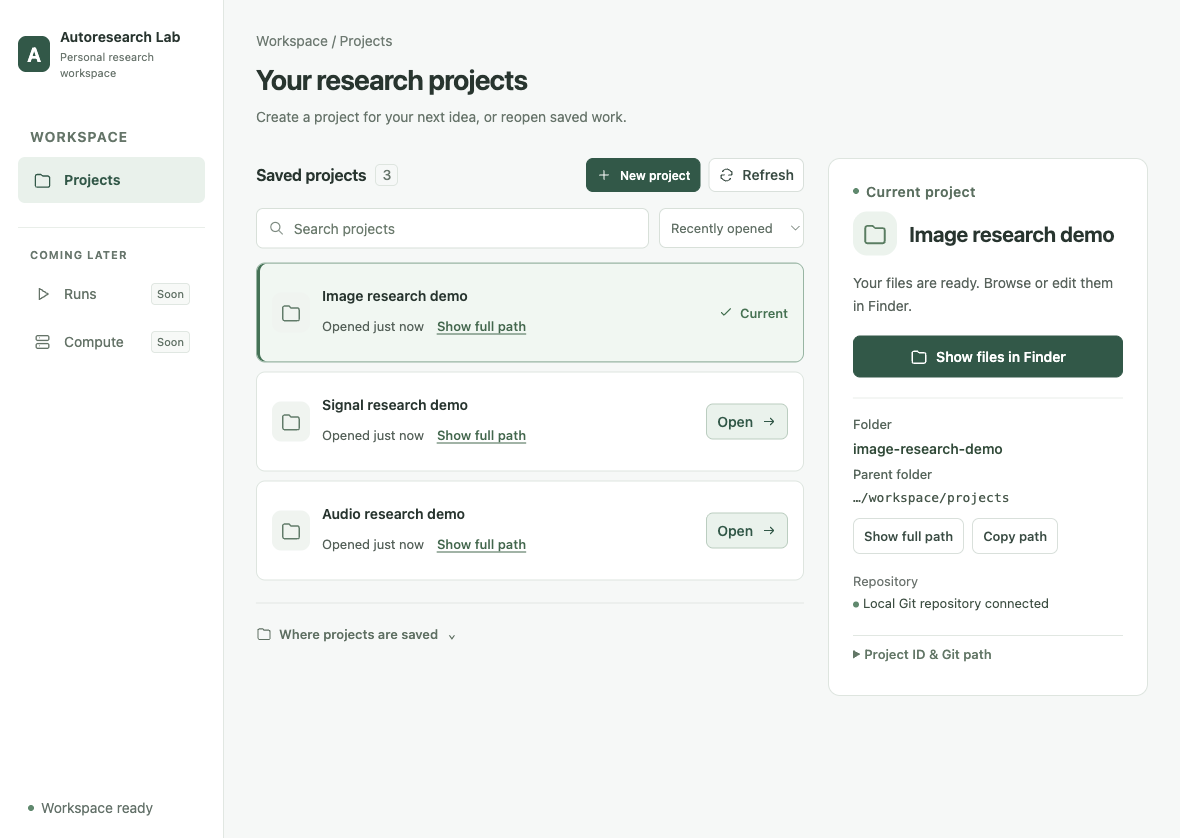 A
Autoresearch Lab
Personal research
workspace
WORKSPACE
Projects
COMING LATER
Runs
Soon
Compute
Soon
Workspace ready
Workspace / Projects
Your research projects
Create a project for your next idea, or reopen saved work.
Saved projects 3
+ New project
Refresh
Search projects
Recently opened
Image research demo
Opened just now Show full path
✓ Current
Signal research demo
Opened just now Show full path
Open →
Audio research demo
Opened just now Show full path
Open →
Where projects are saved
Current project
Image research demo
Your files are ready. Browse or edit them
in Finder.
Show files in Finder
Folder
image-research-demo
Parent folder
…/workspace/projects
Show full path
Copy path
Repository
Local Git repository connected
Project ID & Git path